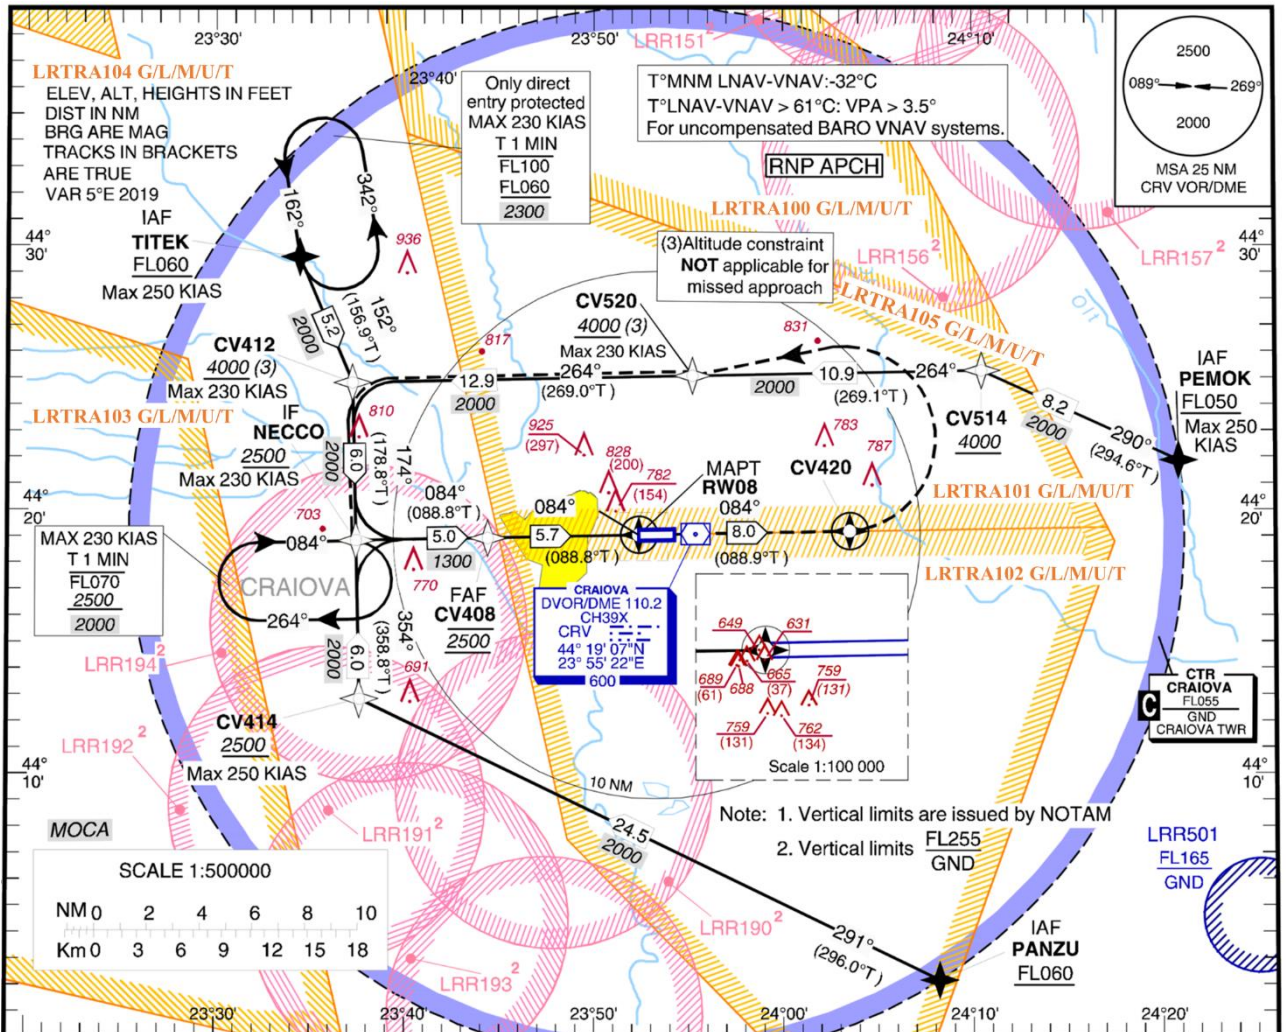 23°30'
23°50'
24°10'
LRR151 2
23°40'
LRTRA104 G/L/M/U/T
ELEV, ALT, HEIGHTS IN FEET
DIST IN NM
BRG ARE MAG
TRACKS IN BRACKETS
ARE TRUE
VAR 5°E 2019
Only direct
entry protected
MAX 230 KIAS
T 1 MIN
FL100
FL060
2300
T°MNM LNAV-VNAV:-32°C
T°LNAV-VNAV > 61°C: VPA > 3.5°
For uncompensated BARO VNAV systems.
RNP APCH
2500
089°
269°
2000
MSA 25 NM
CRV VOR/DME
LRTRA100 G/L/M/U/T
LRR156 2
LRR157 2
44°
30'
44°
30'
162°
342°
IAF
TITEK
FL060
Max 250 KIAS
936
(3)Altitude constraint
NOT applicable for
missed approach
LRTRA105 G/L/M/U/T
Olt
152°
(156.9°T)
5.2
2000
CV412
4000 (3)
Max 230 KIAS
817
CV520
4000 (3)
Max 230 KIAS
831
12.9
2000
264°
(269.0°T)
2000
10.9
(269.1°T)
264°
CV514
4000
8.2
2000
290°
(294.6°T)
IAF
PEMOK
FL050
Max 250
KIAS
LRTRA103 G/L/M/U/T
IF
NECCO
2500
Max 230 KIAS
810
2000
6.0
(178.8°T)
174°
925
(297)
828
(200)
782
(154)
783
787
MAPT
RW08
CV420
LRTRA101 G/L/M/U/T
44°
20'
44°
20'
703
084°
(088.8°T)
084°
084°
084°
5.0
1300
5.7
(088.8°T)
8.0
(088.9°T)
LRTRA102 G/L/M/U/T
MAX 230 KIAS
T 1 MIN
FL070
2500
2000
CRAIOVA
264°
770
FAF
CV408
2500
CRAIOVA
DVOR/DME 110.2
CH39X
CRV
44° 19' 07"N
23° 55' 22"E
600
354°
(358.8°T)
2000
6.0
691
LRR194 2
649
631
689
(61)
688
665
(37)
759
(131)
759
(131)
762
(134)
Scale 1:100 000
CTR
CRAIOVA
FL055
GND
CRAIOVA TWR
C
CV414
2500
Max 250 KIAS
LRR192 2
10 NM
44°
10'
44°
10'
MOCA
LRR191 2
24.5
2000
Note: 1. Vertical limits are issued by NOTAM
2. Vertical limits FL255
GND
LRR501
FL165
GND
SCALE 1:500000
NM 0 2 4 6 8 10
Km 0 3 6 9 12 15 18
LRR190 2
LRR193 2
291°
(296.0°T)
IAF
PANZU
FL060
23°30'
23°40'
23°50'
24°00'
24°10'
24°20'